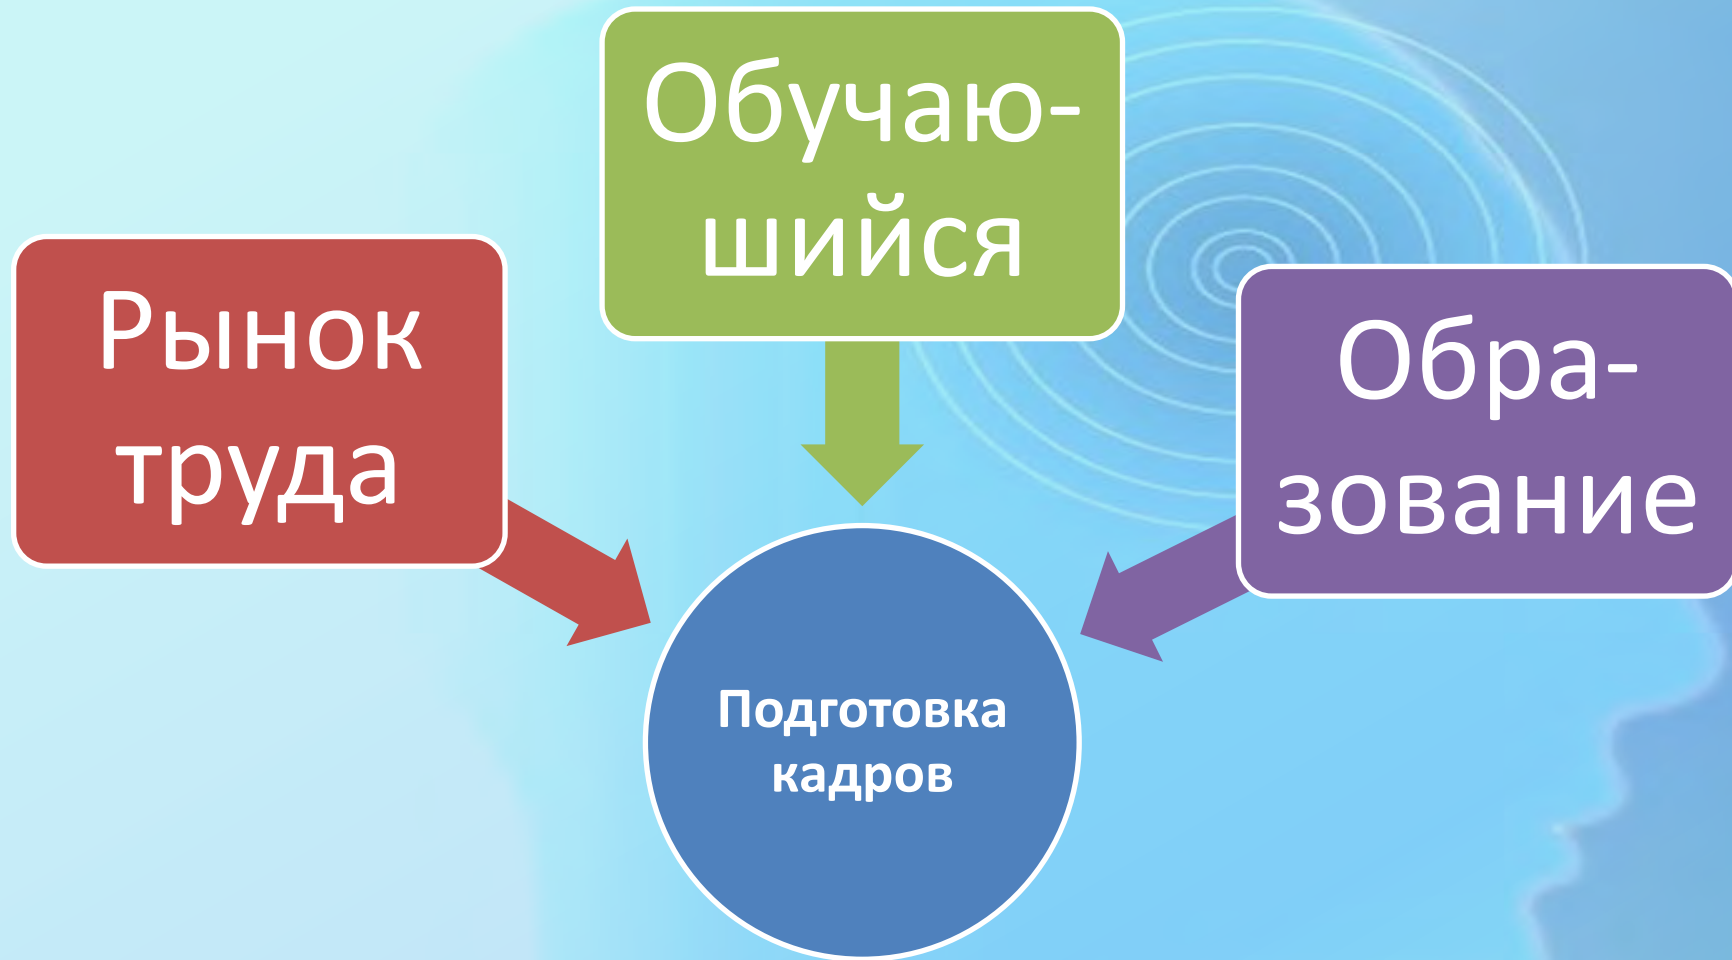 Обучаю-
шийся
Рынок
труда
Обра-
зование
Подготовка
кадров